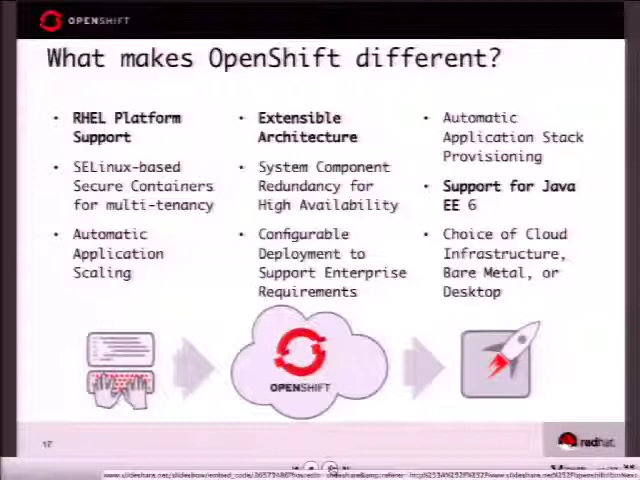 OPENSHIFT
What makes OpenShift different?
• RHEL Platform
Support
• SELinux-based
Secure Containers
for multi-tenancy
• Automatic
Application
Scaling
• Extensible
Architecture
• System Component
Redundancy for
High Availability
• Configurable
Deployment to
Support Enterprise
Requirements
• Automatic
Application Stack
Provisioning
• Support for Java
EE 6
• Choice of Cloud
Infrastructure,
Bare Metal, or
Desktop
OPENSHIFT
17
redhat